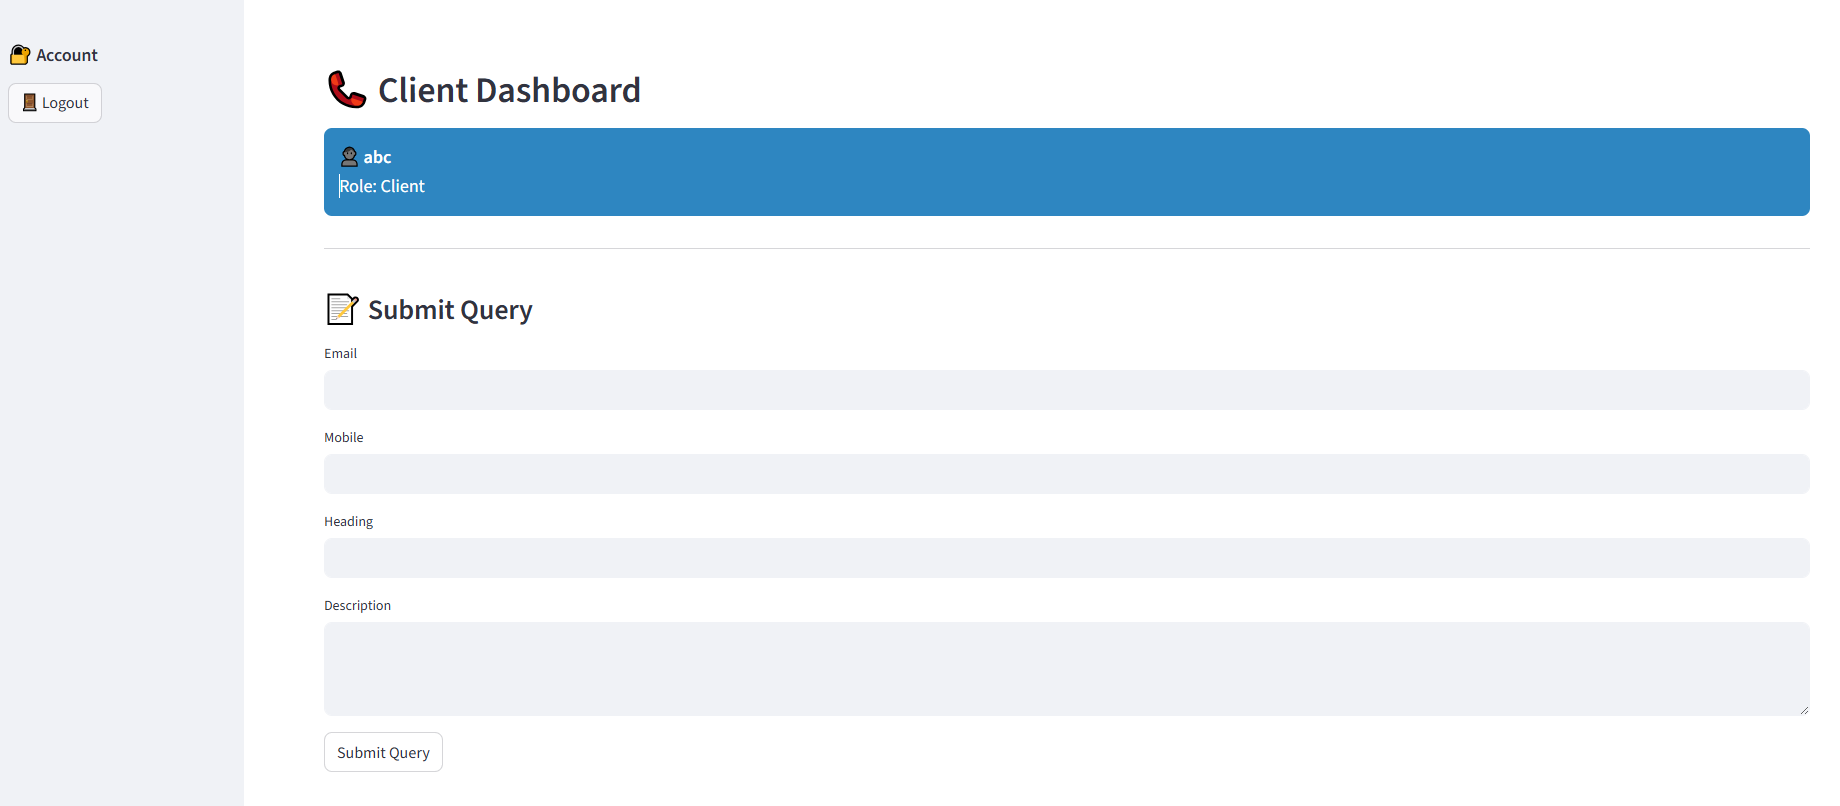 Account
Logout
Client Dashboard
abc
Role: Client
Submit Query
Email
Mobile
Heading
Description
Submit Query